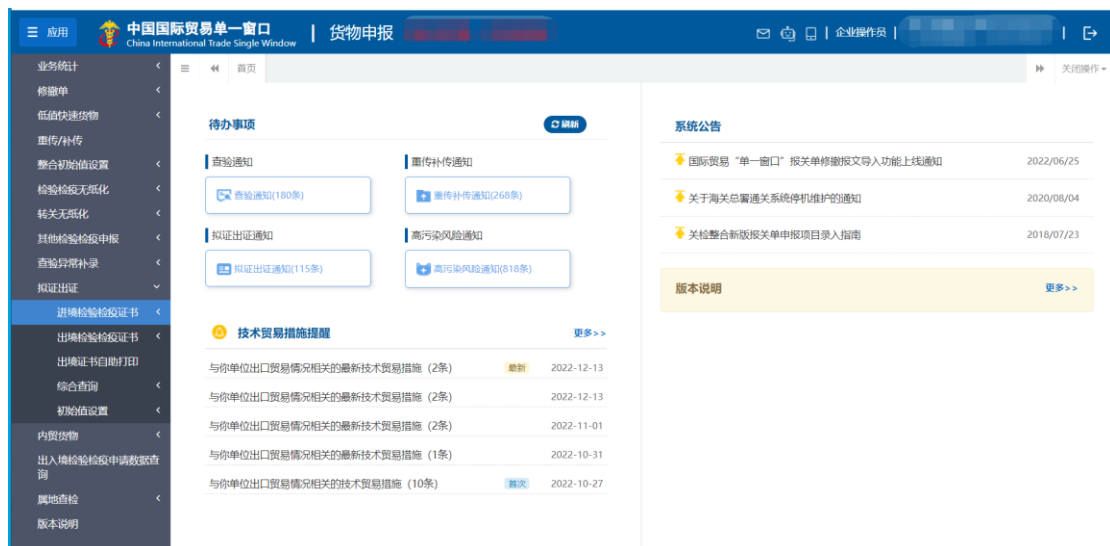 应用
中国国际贸易单一窗口
China International Trade Single Window
货物申报
企业操作员
业务统计
修撤单
低值快速货物
重传/补传
整合初始值设置
检验检疫无纸化
转关无纸化
其他检验检疫申报
查验异常补录
拟证出证
进境检验检疫证书
出境检验检疫证书
出境证书自助打印
综合查询
初始值设置
内贸货物
出入境检验检疫申请数据查
询
属地查检
版本说明
首页
关闭操作
待办事项
刷新
查验通知
重传补传通知
查验通知(180条)
重传补传通知(268条)
拟证出证通知
高污染风险通知
拟证出证通知(115条)
高污染风险通知(818条)
技术贸易措施提醒
更多>>
与你单位出口贸易情况相关的最新技术贸易措施（2条） 最新 2022-12-13
与你单位出口贸易情况相关的最新技术贸易措施（2条） 2022-12-13
与你单位出口贸易情况相关的最新技术贸易措施（2条） 2022-11-01
与你单位出口贸易情况相关的最新技术贸易措施（1条） 2022-10-31
与你单位出口贸易情况相关的技术贸易措施（10条） 首次 2022-10-27
系统公告
国际贸易“单一窗口”报关单修撤报文导入功能上线通知 2022/06/25
关于海关总署通关系统停机维护的通知 2020/08/04
关检整合新版报关单申报项目录入指南 2018/07/23
版本说明 更多>>